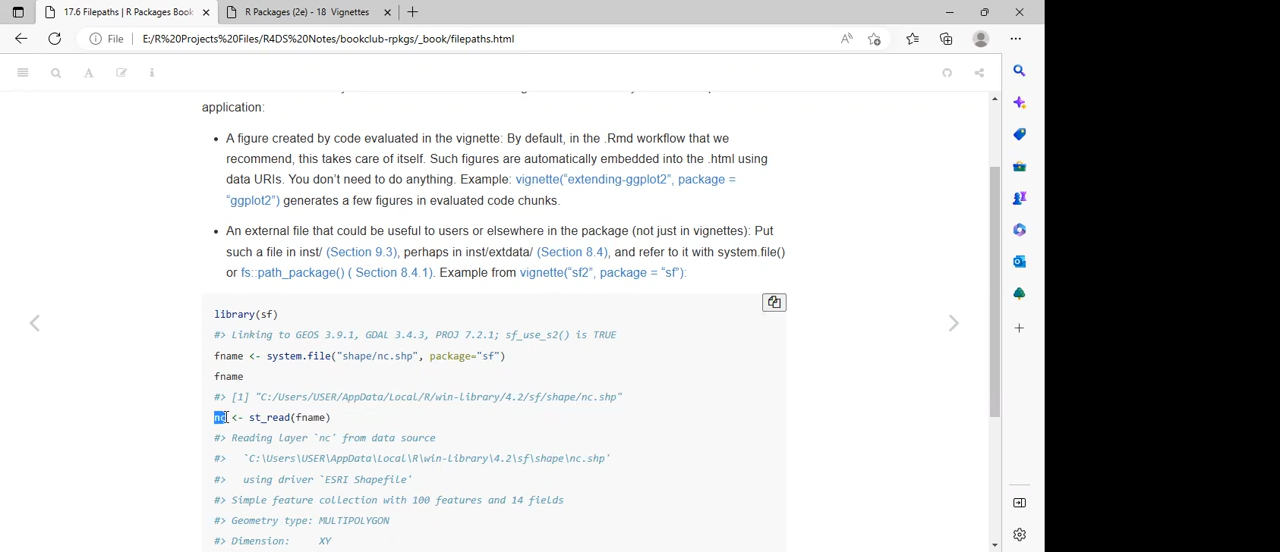 17.6 Filepaths | R Packages Book
R Packages (2e) - 18 Vignettes
File E:/R%20Projects%20Files/R4DS%20Notes/bookclub-rpkgs/_book/filepaths.html
application:
• A figure created by code evaluated in the vignette: By default, in the .Rmd workflow that we
recommend, this takes care of itself. Such figures are automatically embedded into the .html using
data URIs. You don't need to do anything. Example: vignette("extending-ggplot2", package =
"ggplot2") generates a few figures in evaluated code chunks.
• An external file that could be useful to users or elsewhere in the package (not just in vignettes): Put
such a file in inst/ (Section 9.3), perhaps in inst/extdata/ (Section 8.4), and refer to it with system.file()
or fs::path_package() ( Section 8.4.1). Example from vignette("sf2", package = "sf"):
library(sf)
#> Linking to GEOS 3.9.1, GDAL 3.4.3, PROJ 7.2.1; sf_use_s2() is TRUE
fname <- system.file("shape/nc.shp", package="sf")
fname
#> [1] "C:/Users/USER/AppData/Local/R/win-library/4.2/sf/shape/nc.shp"
nc <- st_read(fname)
#> Reading layer `nc' from data source
#> `C:\Users\USER\AppData\Local\R\win-library\4.2\sf\shape\nc.shp'
#> using driver `ESRI Shapefile'
#> Simple feature collection with 100 features and 14 fields
#> Geometry type: MULTIPOLYGON
#> Dimension: XY